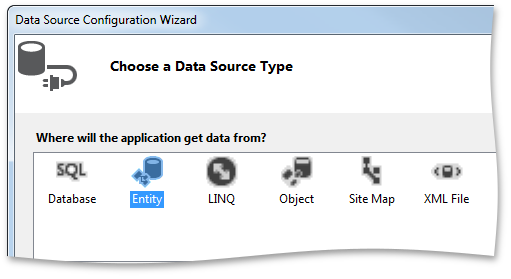 Data Source Configuration Wizard
Choose a Data Source Type
Where will the application get data from?
SQL
Database Entity LINQ Object Site Map XML File